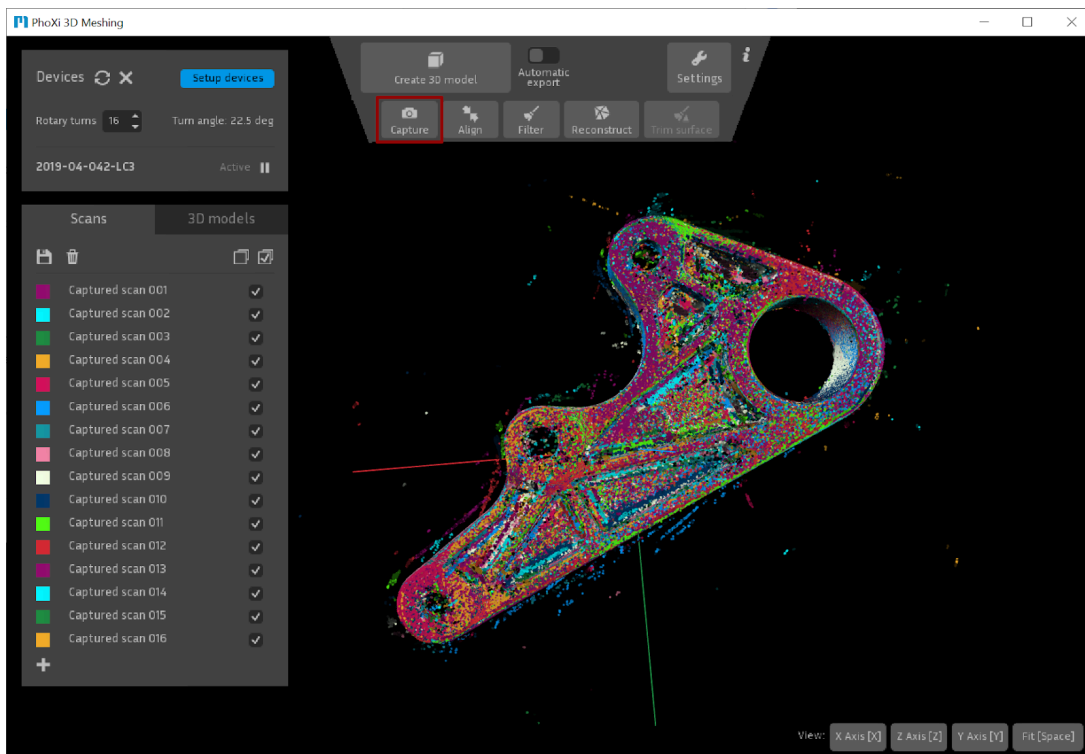 PhoXi 3D Meshing
Devices
Setup devices
Rotary turns 16 Turn angle: 22.5 deg
2019-04-042-LC3 Active
Create 3D model
Automatic
export
Settings
Capture
Align
Filter
Reconstruct
Trim surface
Scans
3D models
Captured scan 001
Captured scan 002
Captured scan 003
Captured scan 004
Captured scan 005
Captured scan 006
Captured scan 007
Captured scan 008
Captured scan 009
Captured scan 010
Captured scan 011
Captured scan 012
Captured scan 013
Captured scan 014
Captured scan 015
Captured scan 016
View: X Axis [X] Z Axis [Z] Y Axis [Y] Fit [Space]